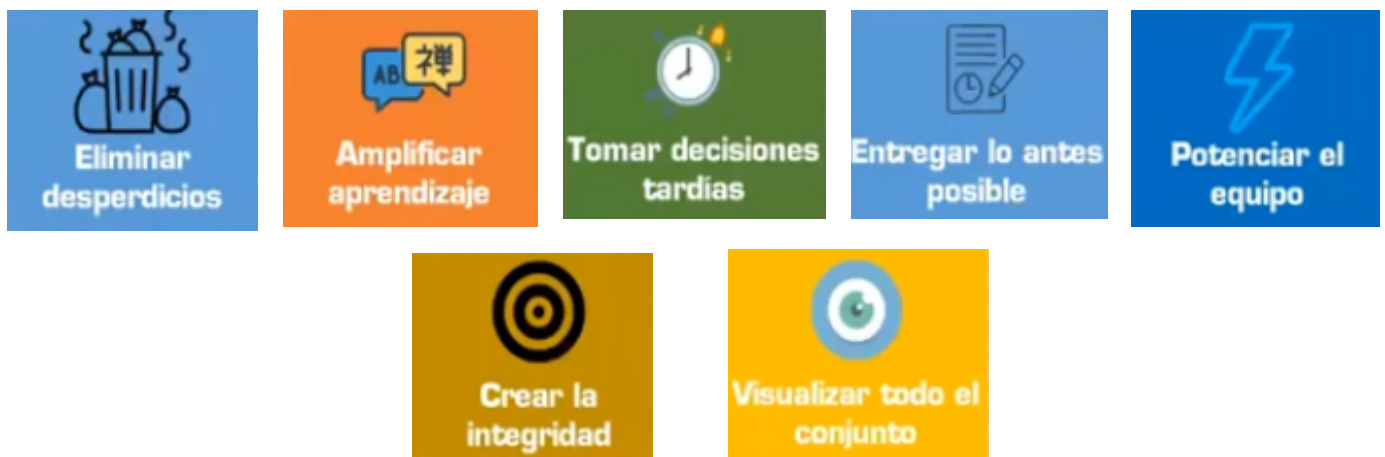 Eliminar
desperdicios
AB 禅
Amplificar
aprendizaje
Tomar decisiones
tardías
Entregar lo antes
posible
Potenciar el
equipo
Crear la
integridad
Visualizar todo el
conjunto